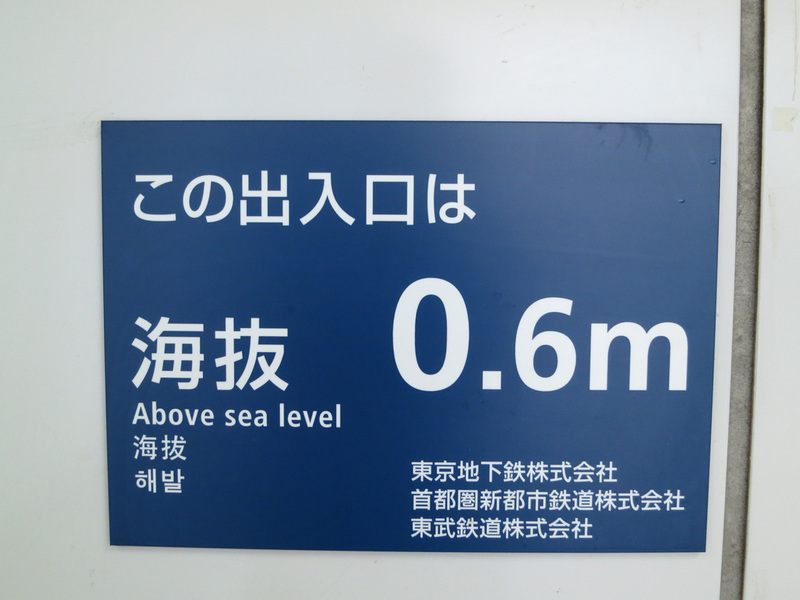 この出入口は
海抜 0.6m
Above sea level
海拔
해발
東京地下鉄株式会社
首都圏新都市鉄道株式会社
東武鉄道株式会社